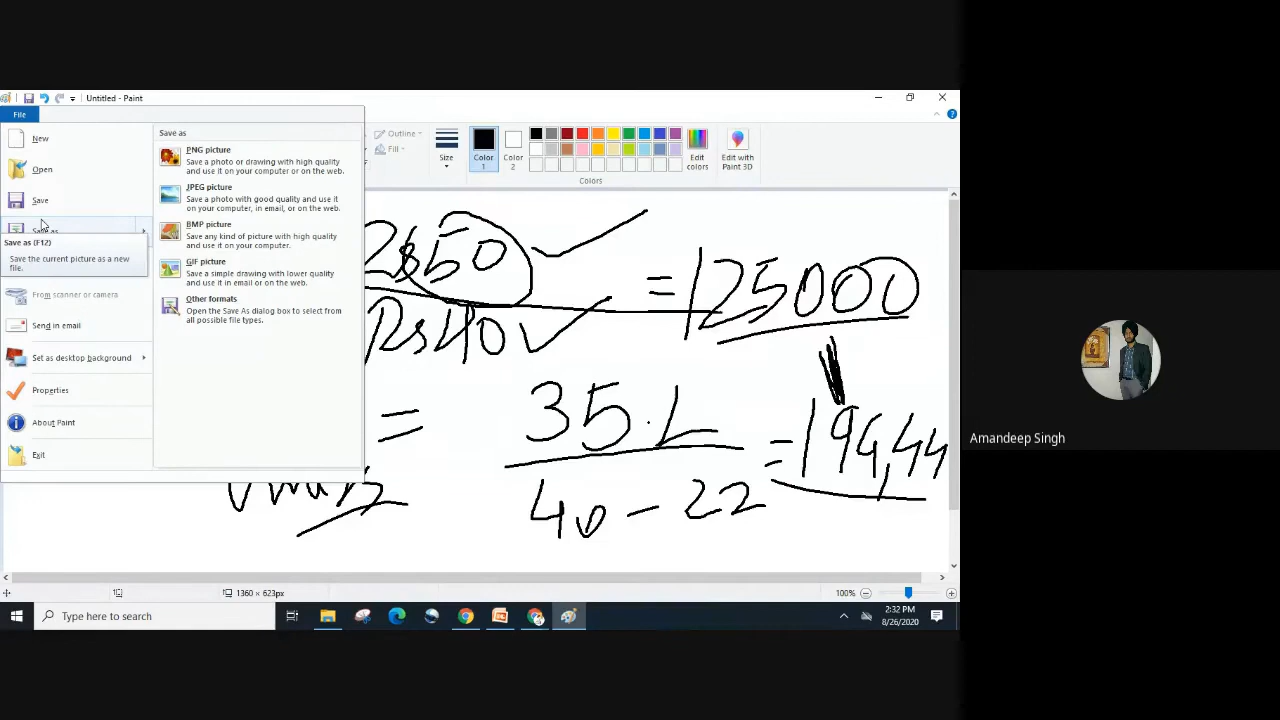 Untitled - Paint
File
New
Open
Save
Save as
Save as (F12)
Save the current picture as a new
file.
From scanner or camera
Send in email
Set as desktop background
Properties
About Paint
Exit
Save as
PNG picture
Save a photo or drawing with high quality
and use it on your computer or on the web.
JPEG picture
Save a photo with good quality and use it
on your computer, in email, or on the web.
BMP picture
Save any kind of picture with high quality
and use it on your computer.
GIF picture
Save a simple drawing with lower quality
and use it in email or on the web.
Other formats
Open the Save As dialog box to select from
all possible file types.
Outline
Fill
Size
Color
1
Color
2
Edit
colors
Edit with
Paint 3D
Colors
50
= 125000
Rs 40
= 35.L
40 - 22
= 194,44
Amandeep Singh
1360 × 623px
100%
Type here to search
2:32 PM
8/26/2020